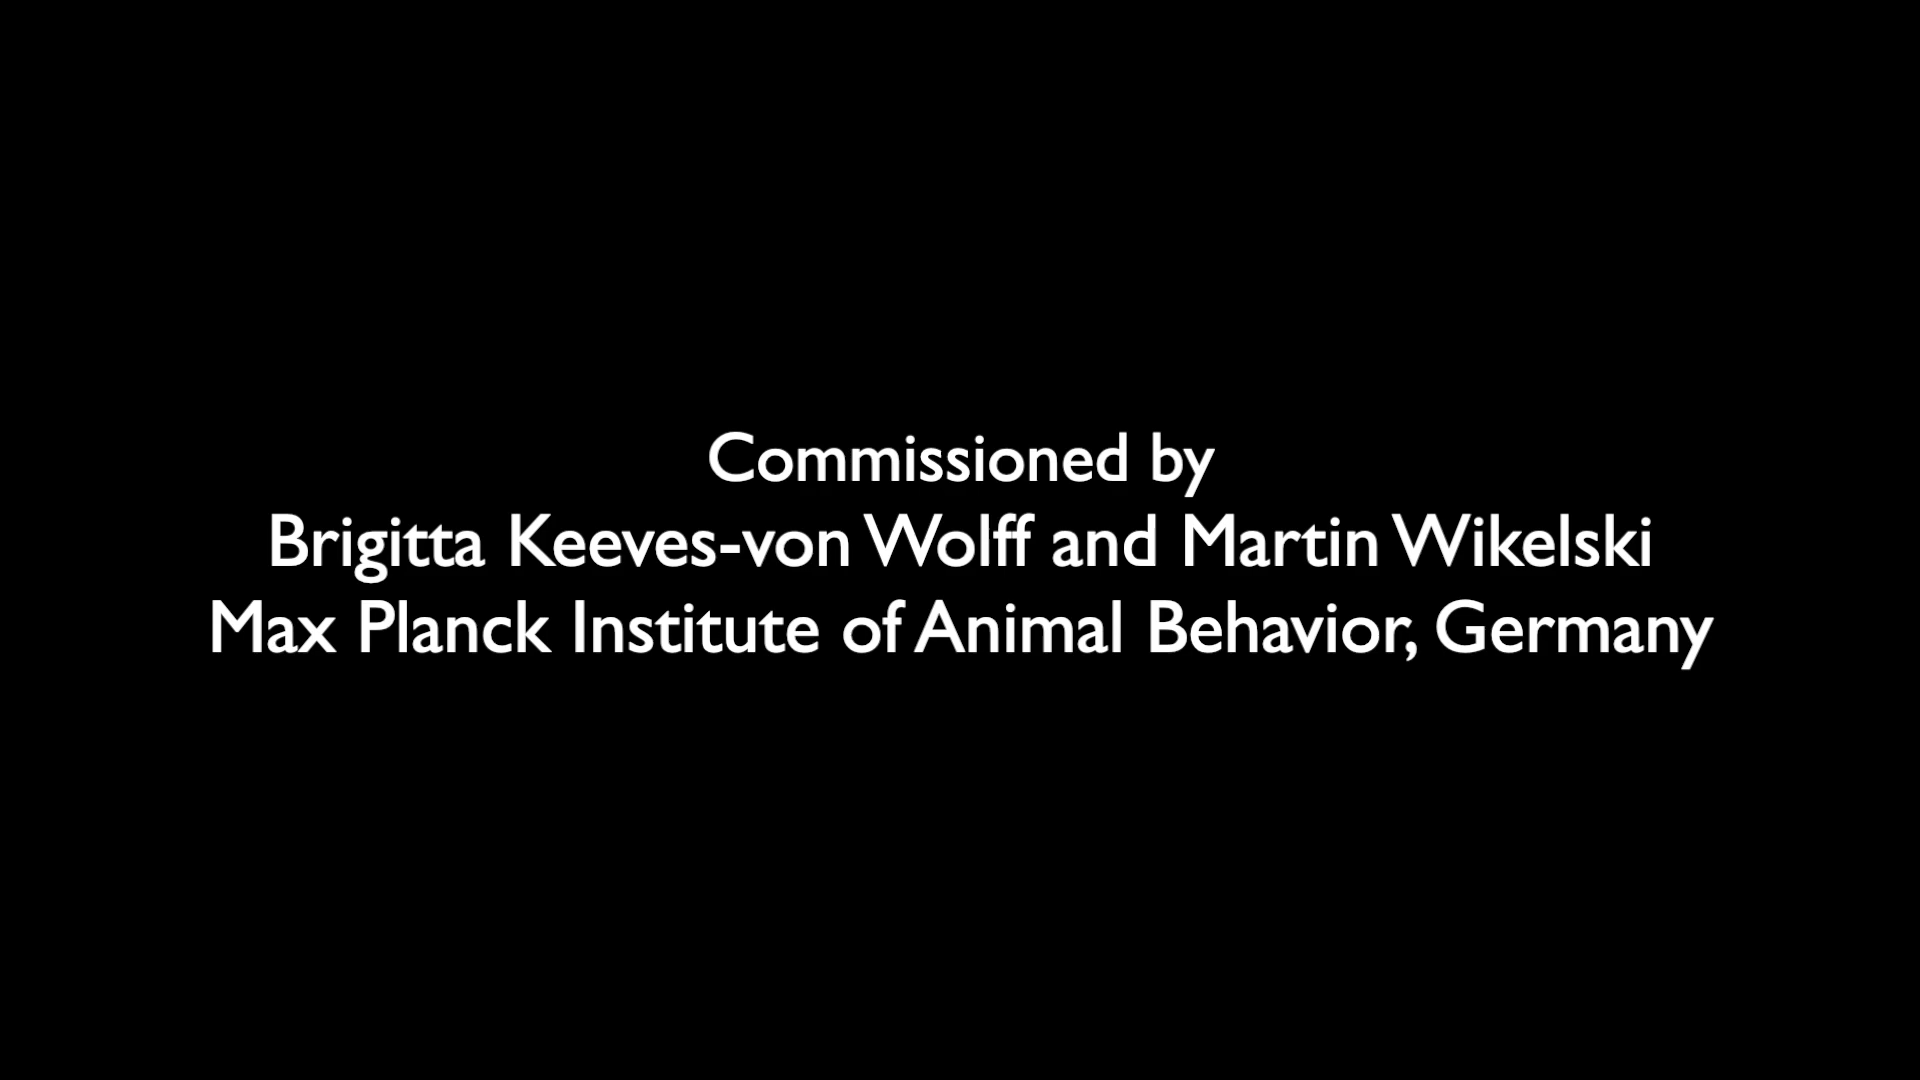 Commissioned by
Brigitta Keeves-von Wolff and Martin Wikelski
Max Planck Institute of Animal Behavior, Germany